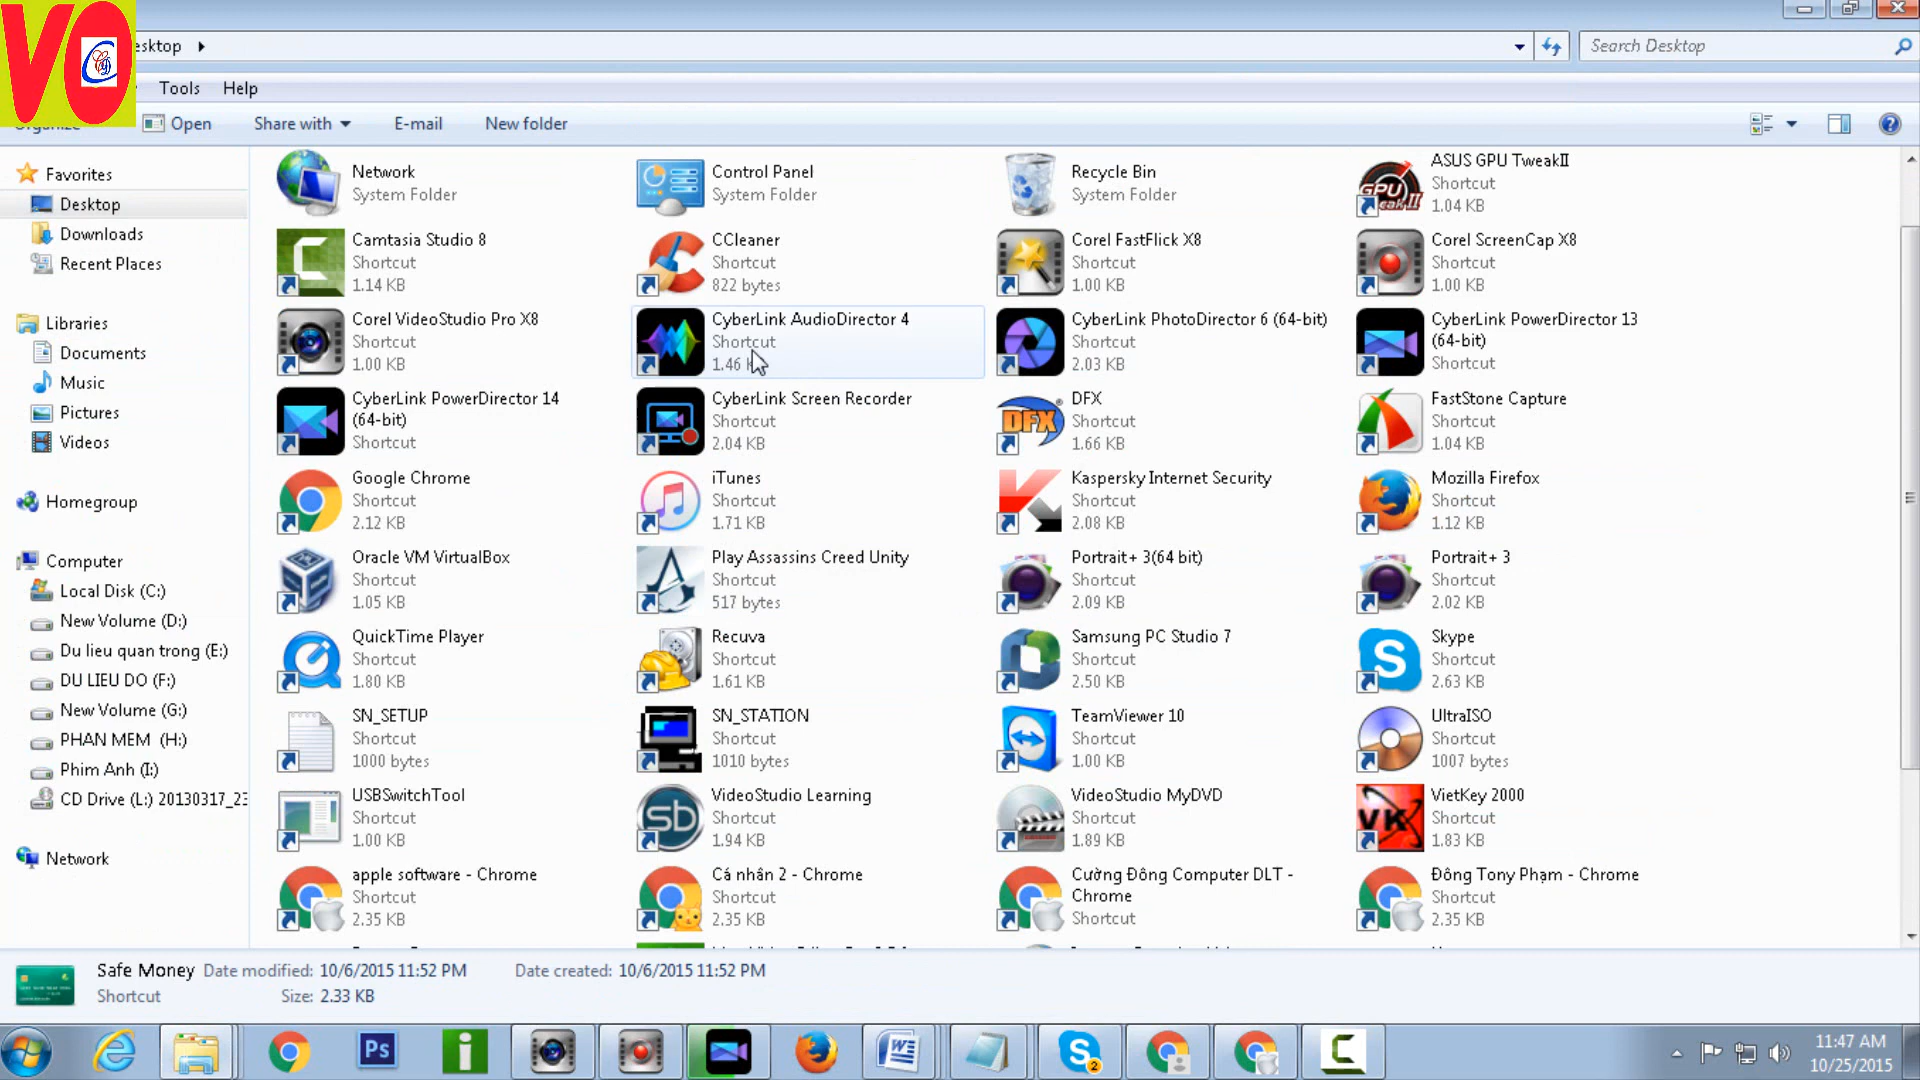 VO
esktop
Search Desktop
Tools Help
Organize Open Share with E-mail New folder
Favorites
Desktop
Downloads
Recent Places
Libraries
Documents
Music
Pictures
Videos
Homegroup
Computer
Local Disk (C:)
New Volume (D:)
Du lieu quan trong (E:)
DU LIEU DO (F:)
New Volume (G:)
PHAN MEM (H:)
Phim Anh (I:)
CD Drive (L:) 20130317_23
Network
Network
System Folder
Control Panel
System Folder
Recycle Bin
System Folder
ASUS GPU TweakII
Shortcut
1.04 KB
Camtasia Studio 8
Shortcut
1.14 KB
CCleaner
Shortcut
822 bytes
Corel FastFlick X8
Shortcut
1.00 KB
Corel ScreenCap X8
Shortcut
1.00 KB
Corel VideoStudio Pro X8
Shortcut
1.00 KB
CyberLink AudioDirector 4
Shortcut
1.46
CyberLink PhotoDirector 6 (64-bit)
Shortcut
2.03 KB
CyberLink PowerDirector 13
(64-bit)
Shortcut
CyberLink PowerDirector 14
(64-bit)
Shortcut
CyberLink Screen Recorder
Shortcut
2.04 KB
DFX
Shortcut
1.66 KB
FastStone Capture
Shortcut
1.04 KB
Google Chrome
Shortcut
2.12 KB
iTunes
Shortcut
1.71 KB
Kaspersky Internet Security
Shortcut
2.08 KB
Mozilla Firefox
Shortcut
1.12 KB
Oracle VM VirtualBox
Shortcut
1.05 KB
Play Assassins Creed Unity
Shortcut
517 bytes
Portrait+ 3(64 bit)
Shortcut
2.09 KB
Portrait+ 3
Shortcut
2.02 KB
QuickTime Player
Shortcut
1.80 KB
Recuva
Shortcut
1.61 KB
Samsung PC Studio 7
Shortcut
2.50 KB
Skype
Shortcut
2.63 KB
SN_SETUP
Shortcut
1000 bytes
SN_STATION
Shortcut
1010 bytes
TeamViewer 10
Shortcut
1.00 KB
UltraISO
Shortcut
1007 bytes
USBSwitchTool
Shortcut
1.00 KB
VideoStudio Learning
Shortcut
1.94 KB
VideoStudio MyDVD
Shortcut
1.89 KB
VietKey 2000
Shortcut
1.83 KB
apple software - Chrome
Shortcut
2.35 KB
Cá nhân 2 - Chrome
Shortcut
2.35 KB
Cường Đông Computer DLT -
Chrome
Shortcut
Đông Tony Phạm - Chrome
Shortcut
2.35 KB
Safe Money Date modified: 10/6/2015 11:52 PM Date created: 10/6/2015 11:52 PM
Shortcut Size: 2.33 KB
11:47 AM
10/25/2015